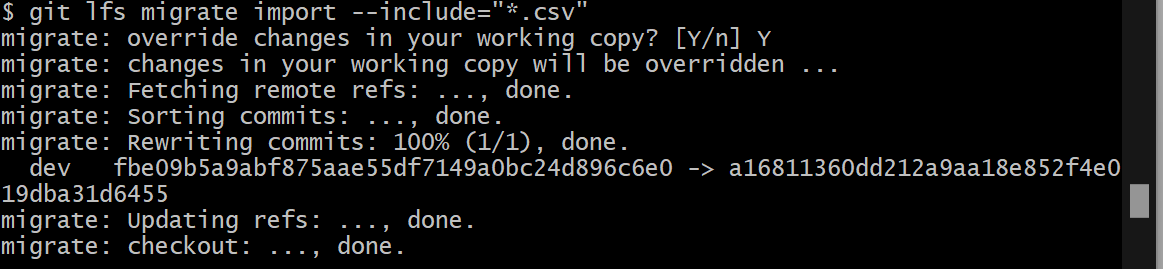 $ git lfs migrate import --include="*.csv"
migrate: override changes in your working copy? [Y/n] Y
migrate: changes in your working copy will be overridden ...
migrate: Fetching remote refs: ..., done.
migrate: Sorting commits: ..., done.
migrate: Rewriting commits: 100% (1/1), done.
  dev   fbe09b5a9abf875aae55df7149a0bc24d896c6e0 -> a16811360dd212a9aa18e852f4e0
19dba31d6455
migrate: Updating refs: ..., done.
migrate: checkout: ..., done.